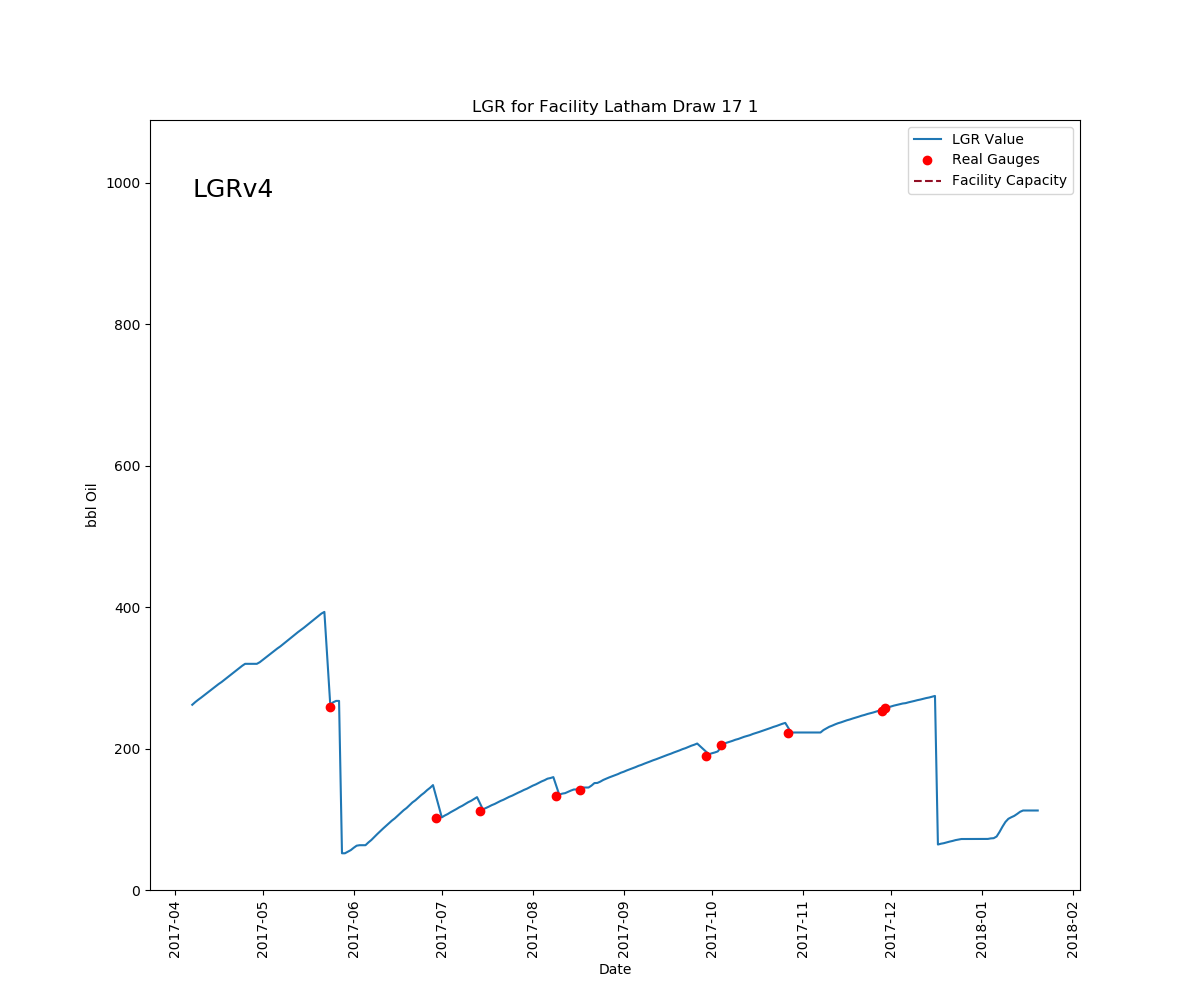 LGR for Facility Latham Draw 17 1
LGRv4
LGR Value
Real Gauges
Facility Capacity
bbl Oil
1000
800
600
400
200
0
2017-04
2017-05
2017-06
2017-07
2017-08
2017-09
2017-10
2017-11
2017-12
2018-01
2018-02
Date